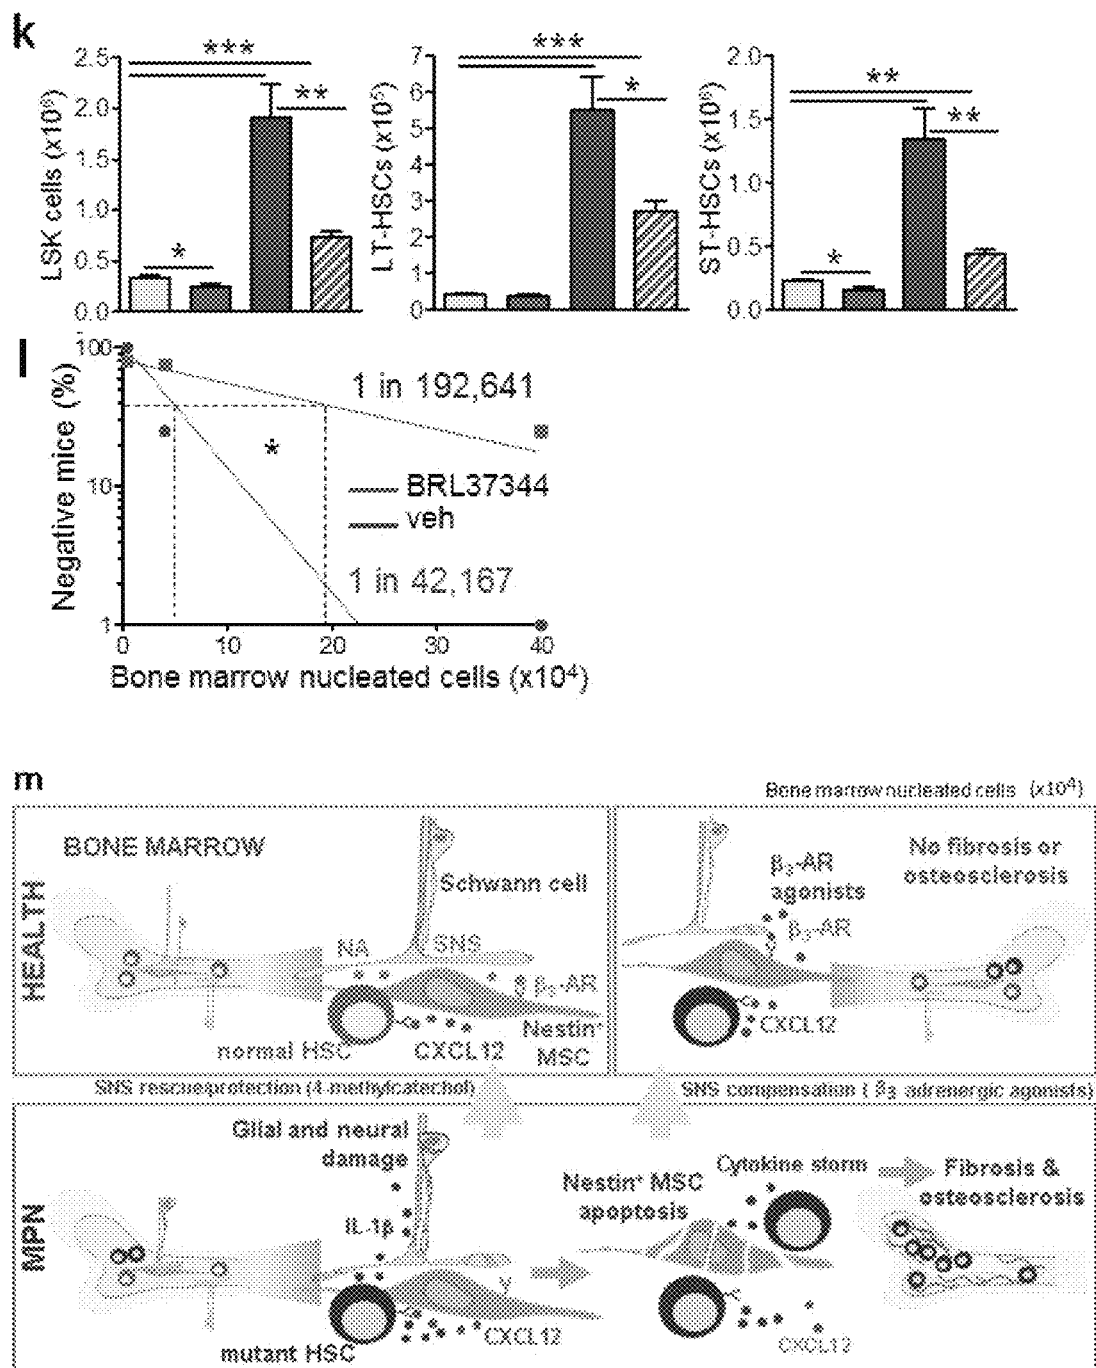 k
LSK cells (x10⁶)
2.5
2.0
1.5
1.0
0.5
0.0
***
**
*
LT-HSCs (x10⁵)
7
6
5
4
3
2
1
0
***
*
ST-HSCs (x10⁶)
2.0
1.5
1.0
0.5
0.0
**
**
*
l
Negative mice (%)
100
10
1
1 in 192,641
*
BRL37344
veh
1 in 42,167
0 10 20 30 40
Bone marrow nucleated cells (x10⁴)
m
Bone marrow nucleated cells (x10⁴)
HEALTH
BONE MARROW
Schwann cell
NA
SNS
β₃-AR
normal HSC
CXCL12
Nestin⁺
MSC
β₃-AR
agonists
β₃-AR
CXCL12
No fibrosis or
osteosclerosis
SNS rescue/protection (4-methylcatechol)
SNS compensation ( β₃ adrenergic agonists)
MPN
Glial and neural
damage
IL-1β
mutant HSC
CXCL12
Nestin⁺ MSC
apoptosis
Cytokine storm
CXCL12
Fibrosis &
osteosclerosis